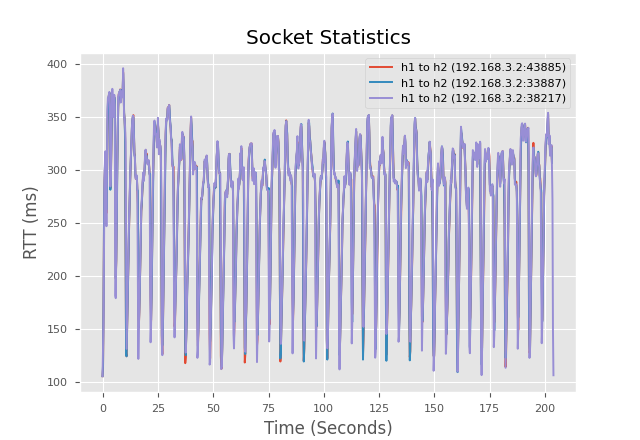 Socket Statistics
h1 to h2 (192.168.3.2:43885)
h1 to h2 (192.168.3.2:33887)
h1 to h2 (192.168.3.2:38217)
RTT (ms)
400
350
300
250
200
150
100
0 25 50 75 100 125 150 175 200
Time (Seconds)